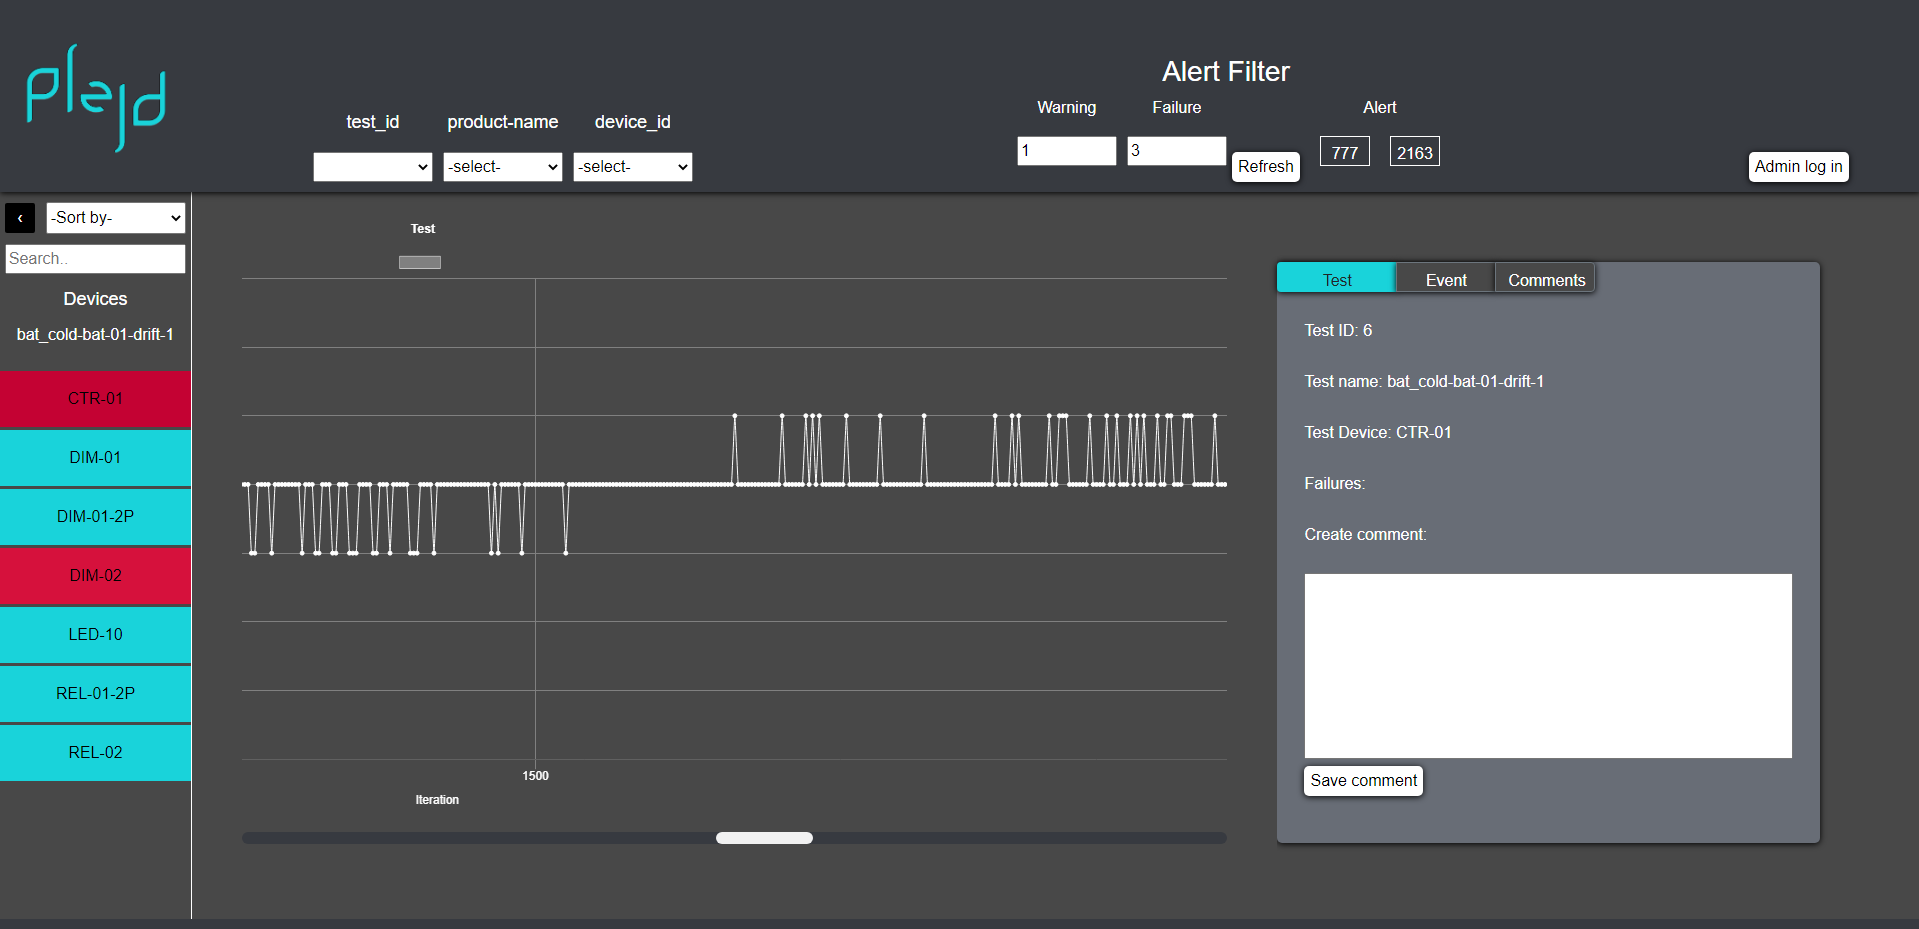 plejd
Alert Filter
Warning Failure Alert
test_id product-name device_id
1 3 777 2163
-select- -select- Refresh Admin log in
‹ -Sort by-
Search..
Devices
bat_cold-bat-01-drift-1
CTR-01
DIM-01
DIM-01-2P
DIM-02
LED-10
REL-01-2P
REL-02
Test
1500
Iteration
Test Event Comments
Test ID: 6
Test name: bat_cold-bat-01-drift-1
Test Device: CTR-01
Failures:
Create comment:
Save comment